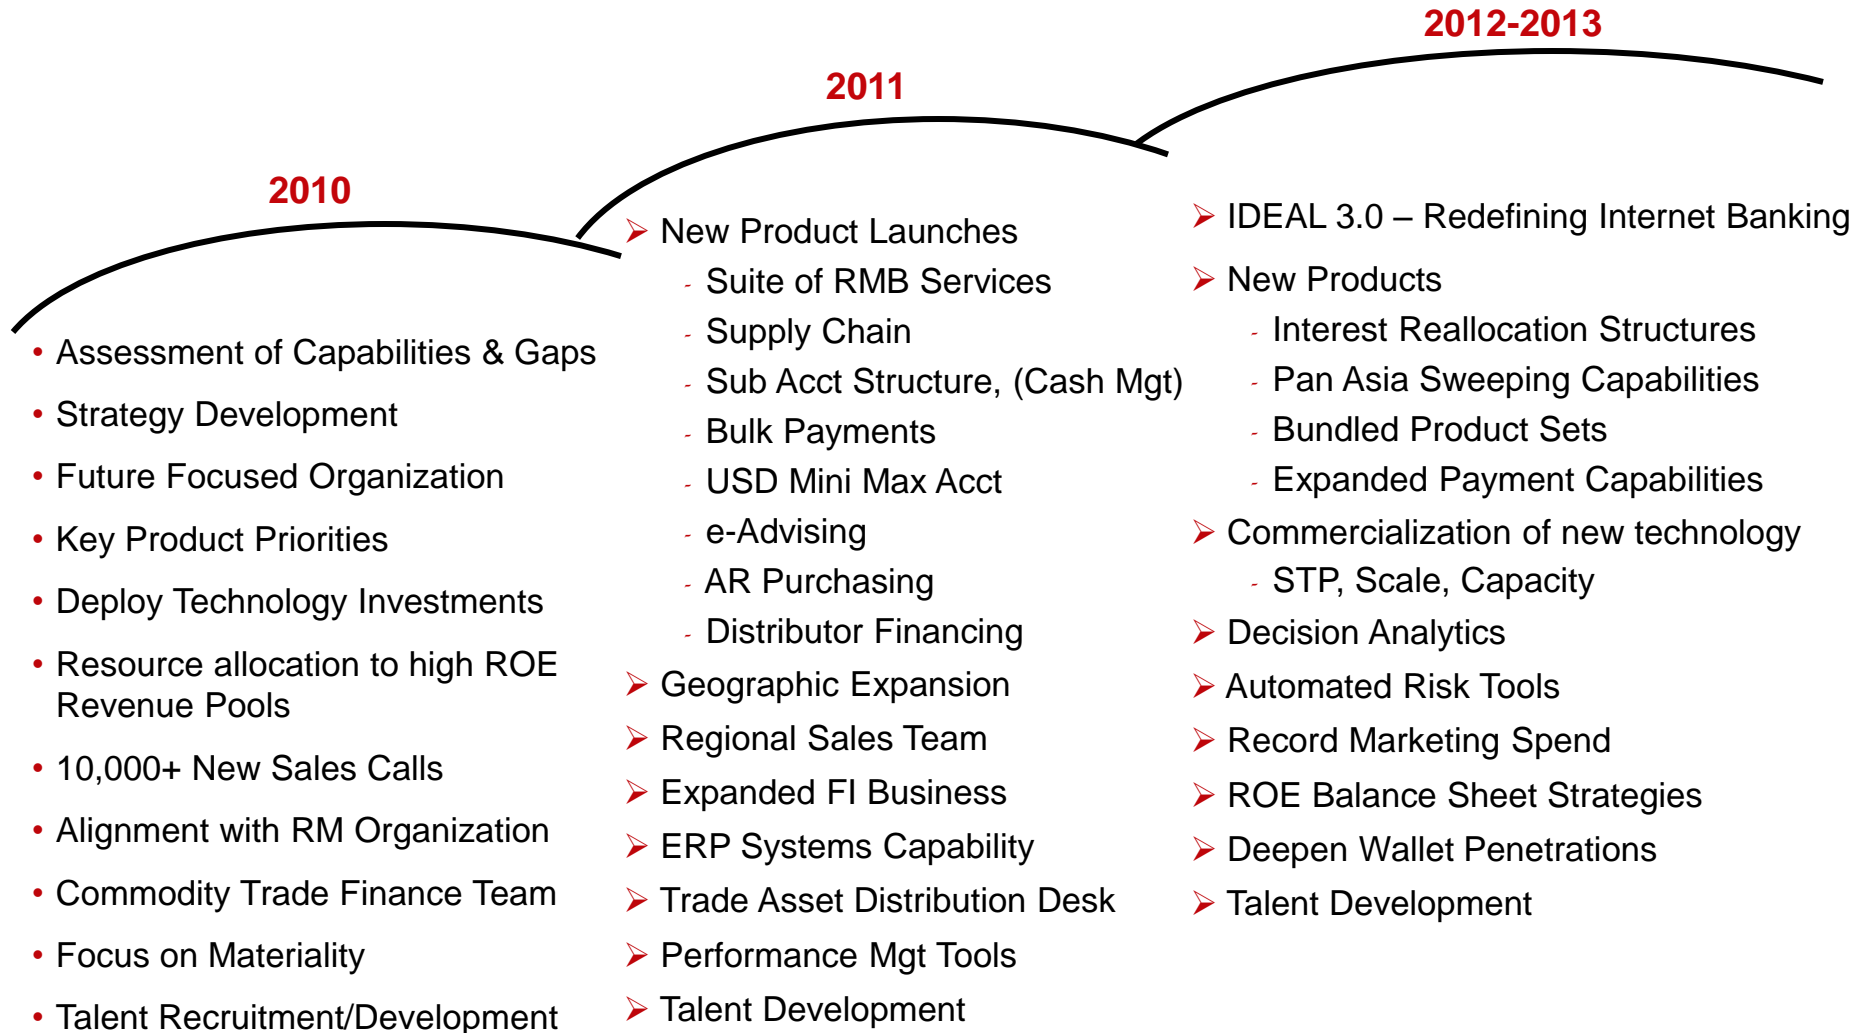 2010
• Assessment of Capabilities & Gaps
• Strategy Development
• Future Focused Organization
• Key Product Priorities
• Deploy Technology Investments
• Resource allocation to high ROE
Revenue Pools
• 10,000+ New Sales Calls
• Alignment with RM Organization
• Commodity Trade Finance Team
• Focus on Materiality
• Talent Recruitment/Development
2011
➢ New Product Launches
- Suite of RMB Services
- Supply Chain
- Sub Acct Structure, (Cash Mgt)
- Bulk Payments
- USD Mini Max Acct
- e-Advising
- AR Purchasing
- Distributor Financing
➢ Geographic Expansion
➢ Regional Sales Team
➢ Expanded FI Business
➢ ERP Systems Capability
➢ Trade Asset Distribution Desk
➢ Performance Mgt Tools
➢ Talent Development
2012-2013
➢ IDEAL 3.0 – Redefining Internet Banking
➢ New Products
- Interest Reallocation Structures
- Pan Asia Sweeping Capabilities
- Bundled Product Sets
- Expanded Payment Capabilities
➢ Commercialization of new technology
- STP, Scale, Capacity
➢ Decision Analytics
➢ Automated Risk Tools
➢ Record Marketing Spend
➢ ROE Balance Sheet Strategies
➢ Deepen Wallet Penetrations
➢ Talent Development